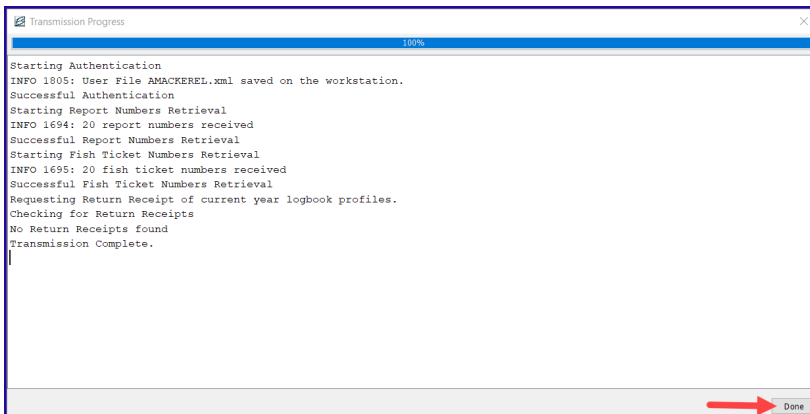 Transmission Progress
100%
Starting Authentication
INFO 1805: User File AMACKEREL.xml saved on the workstation.
Successful Authentication
Starting Report Numbers Retrieval
INFO 1694: 20 report numbers received
Successful Report Numbers Retrieval
Starting Fish Ticket Numbers Retrieval
INFO 1695: 20 fish ticket numbers received
Successful Fish Ticket Numbers Retrieval
Requesting Return Receipt of current year logbook profiles.
Checking for Return Receipts
No Return Receipts found
Transmission Complete.
Done